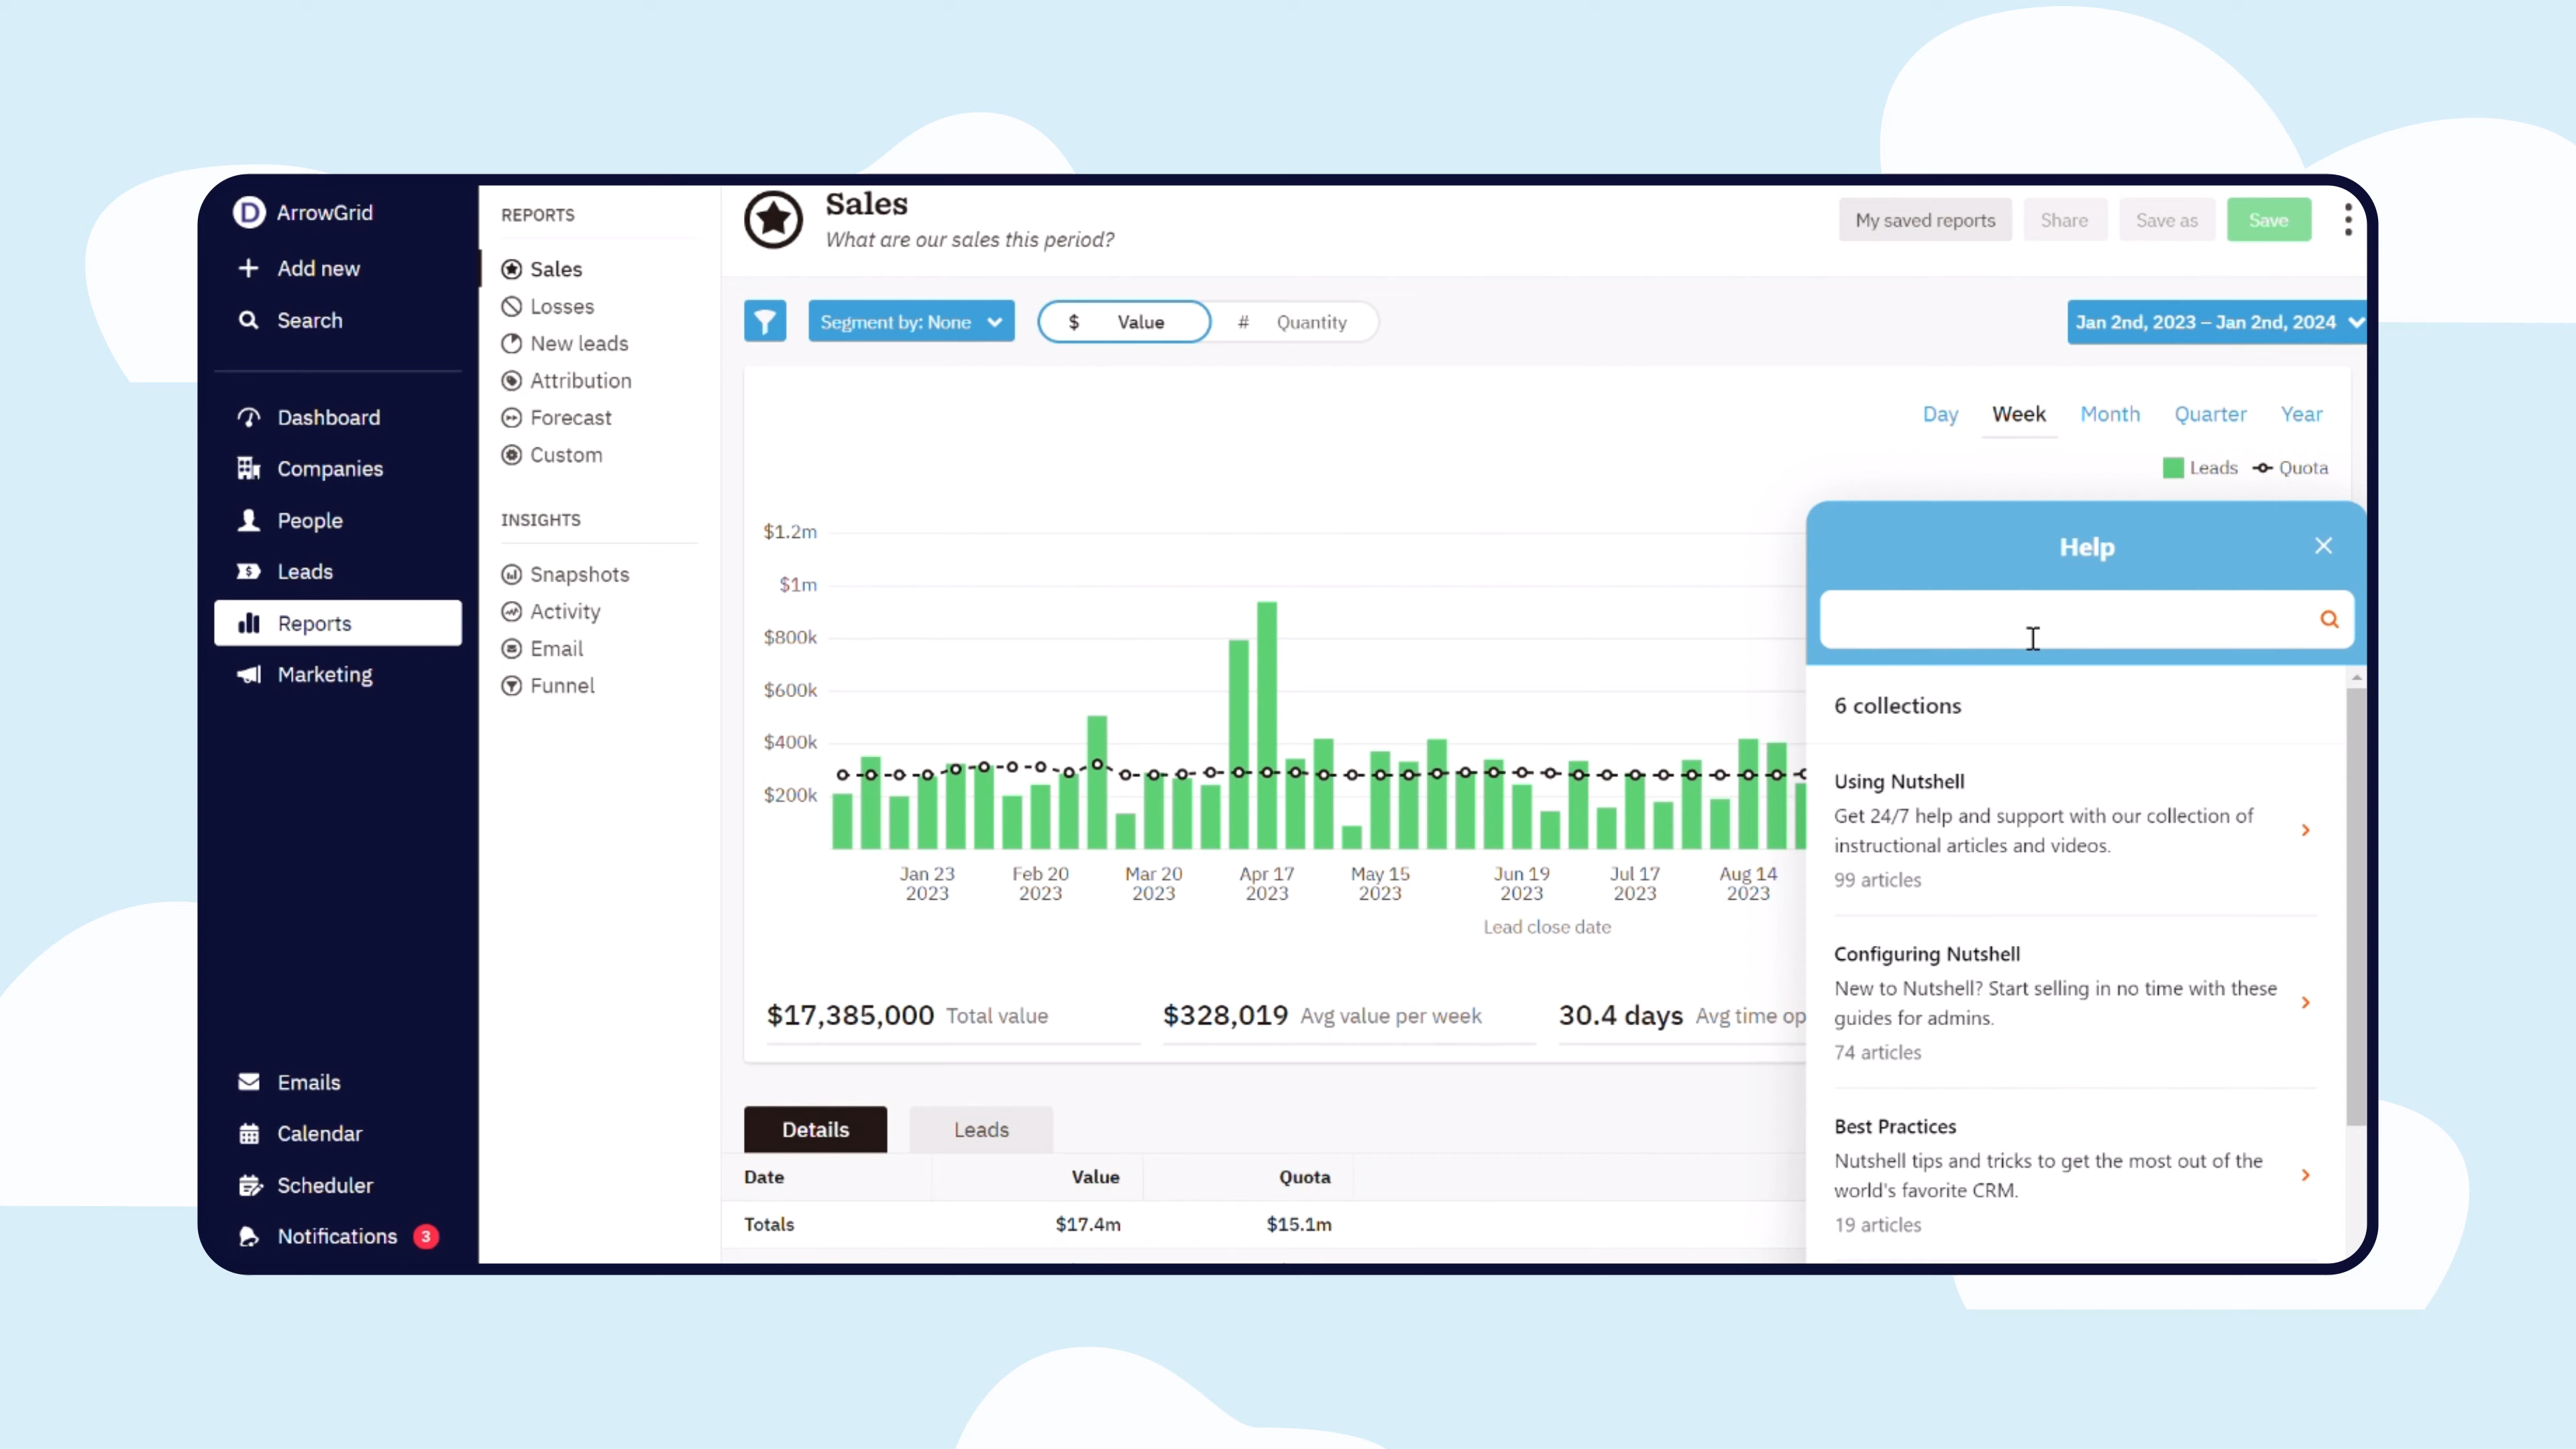 ArrowGrid
Add new
Search
Dashboard
Companies
People
Leads
Reports
Marketing
Emails
Calendar
Scheduler
Notifications 3
REPORTS
Sales
Losses
New leads
Attribution
Forecast
Custom
INSIGHTS
Snapshots
Activity
Email
Funnel
Sales
What are our sales this period?
My saved reports Share Save as Save
Segment by: None $ Value # Quantity Jan 2nd, 2023 – Jan 2nd, 2024
Day Week Month Quarter Year
Leads Quota
$1.2m
$1m
$800k
$600k
$400k
$200k
Jan 23 Feb 20 Mar 20 Apr 17 May 15 Jun 19 Jul 17 Aug 14
2023 2023 2023 2023 2023 2023 2023 2023
Lead close date
$17,385,000 Total value $328,019 Avg value per week 30.4 days Avg time op
Details Leads
Date Value Quota
Totals $17.4m $15.1m
Help
6 collections
Using Nutshell
Get 24/7 help and support with our collection of
instructional articles and videos.
99 articles
Configuring Nutshell
New to Nutshell? Start selling in no time with these
guides for admins.
74 articles
Best Practices
Nutshell tips and tricks to get the most out of the
world's favorite CRM.
19 articles